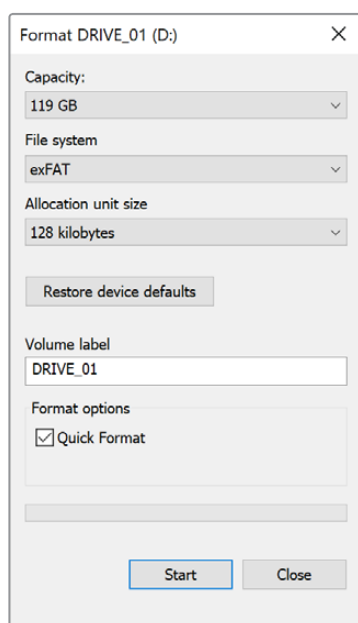 Format DRIVE_01 (D:)
Capacity:
119 GB
File system
exFAT
Allocation unit size
128 kilobytes
Restore device defaults
Volume label
DRIVE_01
Format options
Quick Format
Start Close